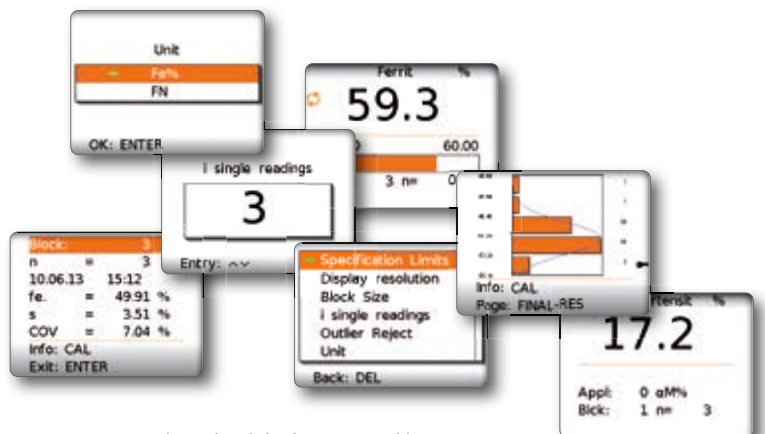 Unit
Fe%
FN
OK: ENTER
Ferrit %
59.3
60.00
3 n=
i single readings
3
Entry:
Block: 3
n = 3
10.06.13 15:12
fe. = 49.91 %
s = 3.51 %
COV = 7.04 %
Info: CAL
Exit: ENTER
Specification Limits
Display resolution
Block Size
i single readings
Outlier Reject
Unit
Back: DEL
Info: CAL
Page: FINAL-RES
rtensit %
17.2
Appl: 0 αM%
Blck: 1 n= 3